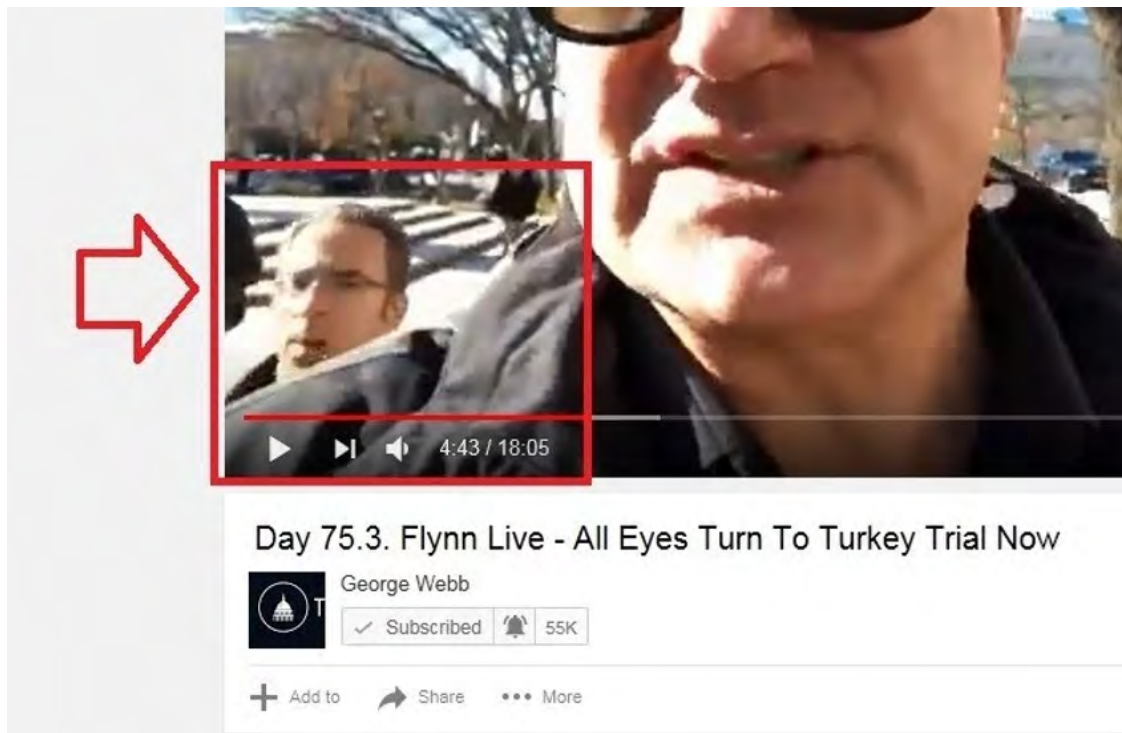 4:43 / 18:05
Day 75.3. Flynn Live - All Eyes Turn To Turkey Trial Now
T
George Webb
Subscribed 55K
Add to Share More